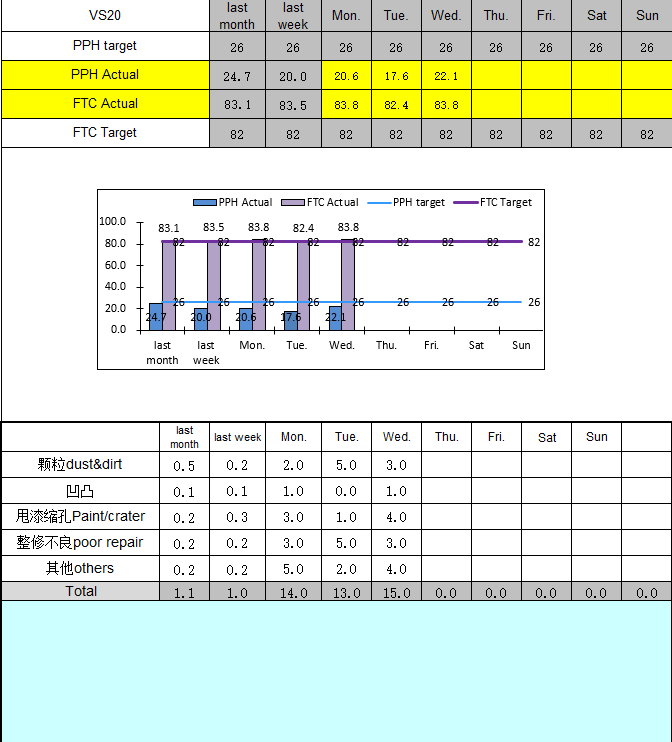 VS20 last month last week Mon. Tue. Wed. Thu. Fri. Sat Sun
PPH target 26 26 26 26 26 26 26 26 26
PPH Actual 24.7 20.0 20.6 17.6 22.1
FTC Actual 83.1 83.5 83.8 82.4 83.8
FTC Target 82 82 82 82 82 82 82 82 82
PPH Actual FTC Actual PPH target FTC Target
100.0
83.1 83.5 83.8 82.4 83.8
80.0
82 82 82 82 82 82 82 82 82
60.0
40.0
26 26 26 26 26 26 26 26 26
20.0
24.7 20.0 20.6 17.6 22.1
0.0
last month last week Mon. Tue. Wed. Thu. Fri. Sat Sun
last month last week Mon. Tue. Wed. Thu. Fri. Sat Sun
颗粒dust&dirt 0.5 0.2 2.0 5.0 3.0
凹凸 0.1 0.1 1.0 0.0 1.0
甩漆缩孔Paint/crater 0.2 0.3 3.0 1.0 4.0
整修不良poor repair 0.2 0.2 3.0 5.0 3.0
其他others 0.2 0.2 5.0 2.0 4.0
Total 1.1 1.0 14.0 13.0 15.0 0.0 0.0 0.0 0.0 0.0